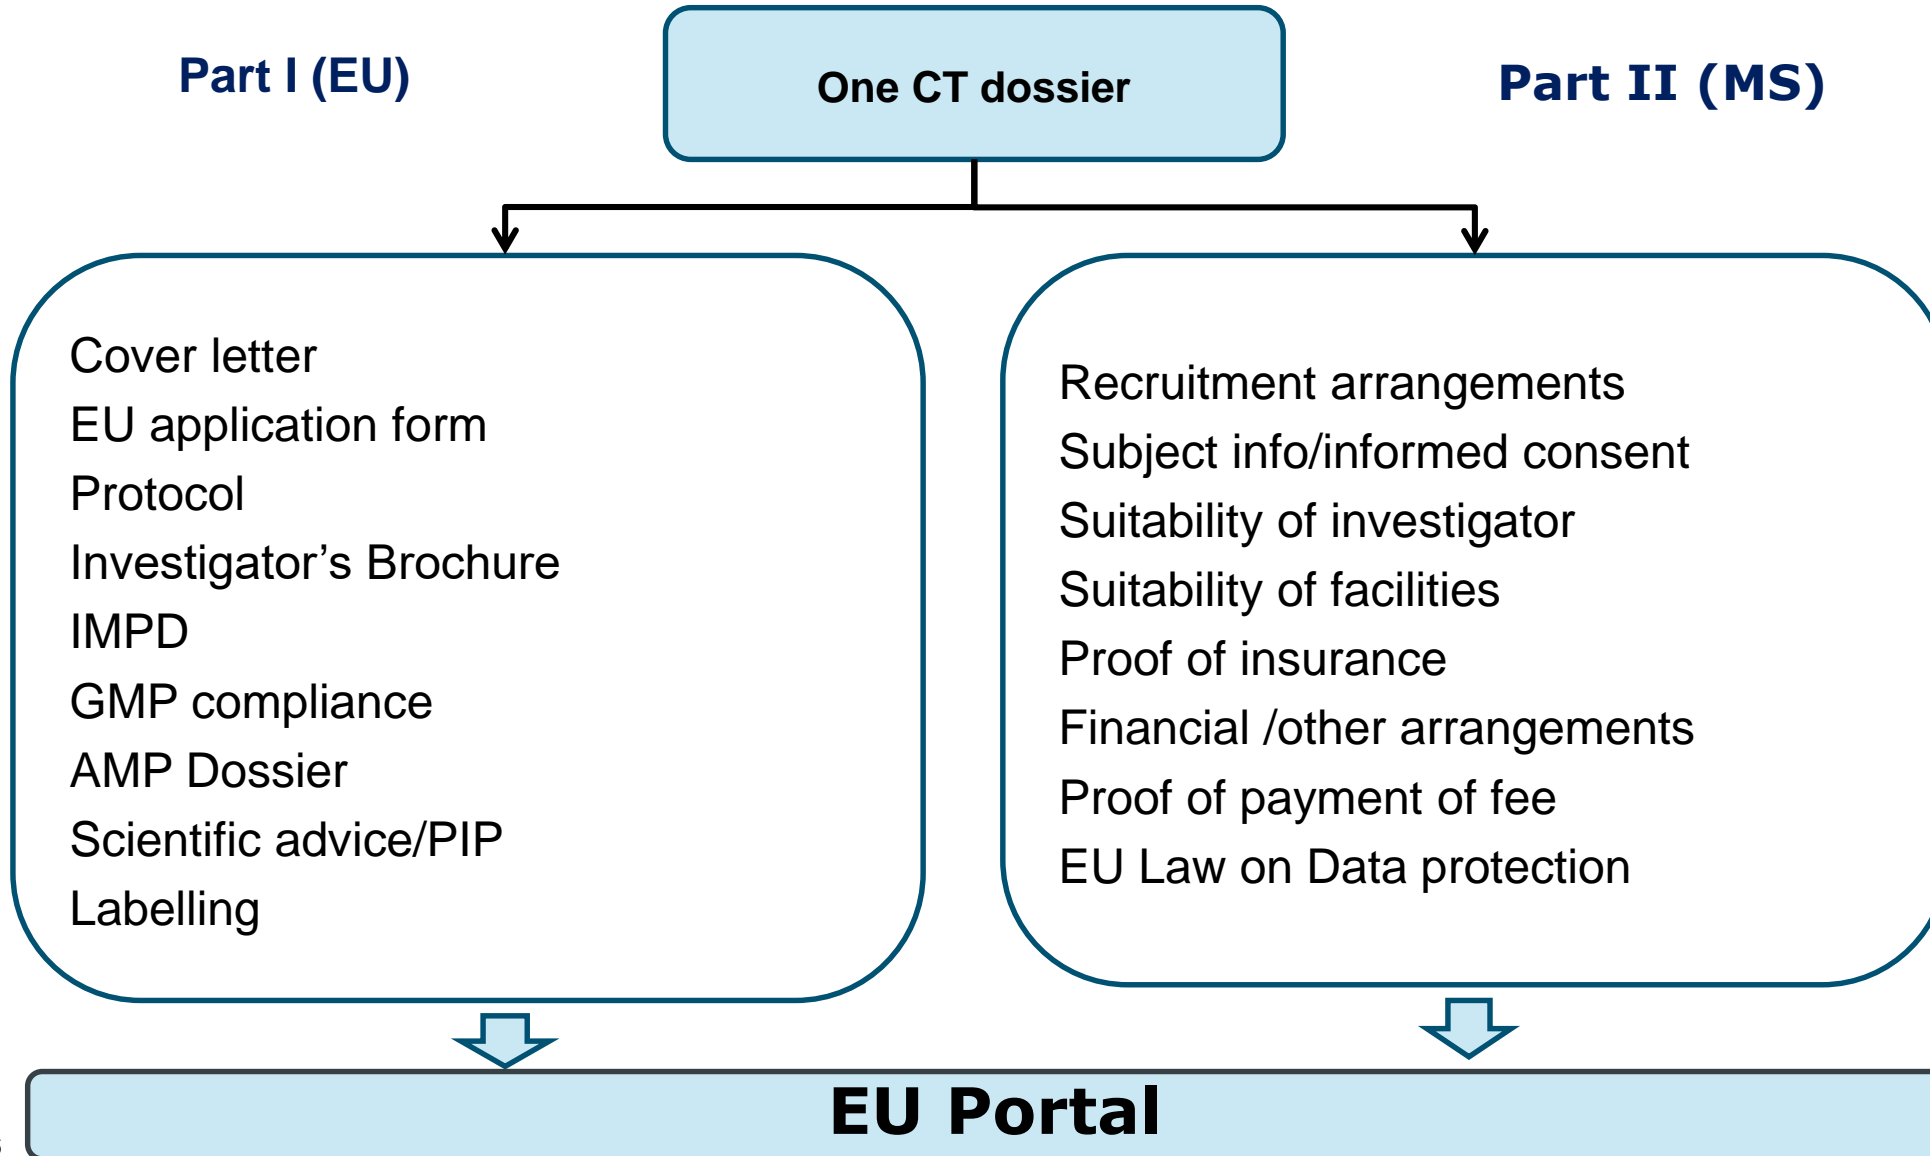 Part I (EU)
One CT dossier
Part II (MS)
Cover letter
EU application form
Protocol
Investigator’s Brochure
IMPD
GMP compliance
AMP Dossier
Scientific advice/PIP
Labelling
Recruitment arrangements
Subject info/informed consent
Suitability of investigator
Suitability of facilities
Proof of insurance
Financial /other arrangements
Proof of payment of fee
EU Law on Data protection
EU Portal